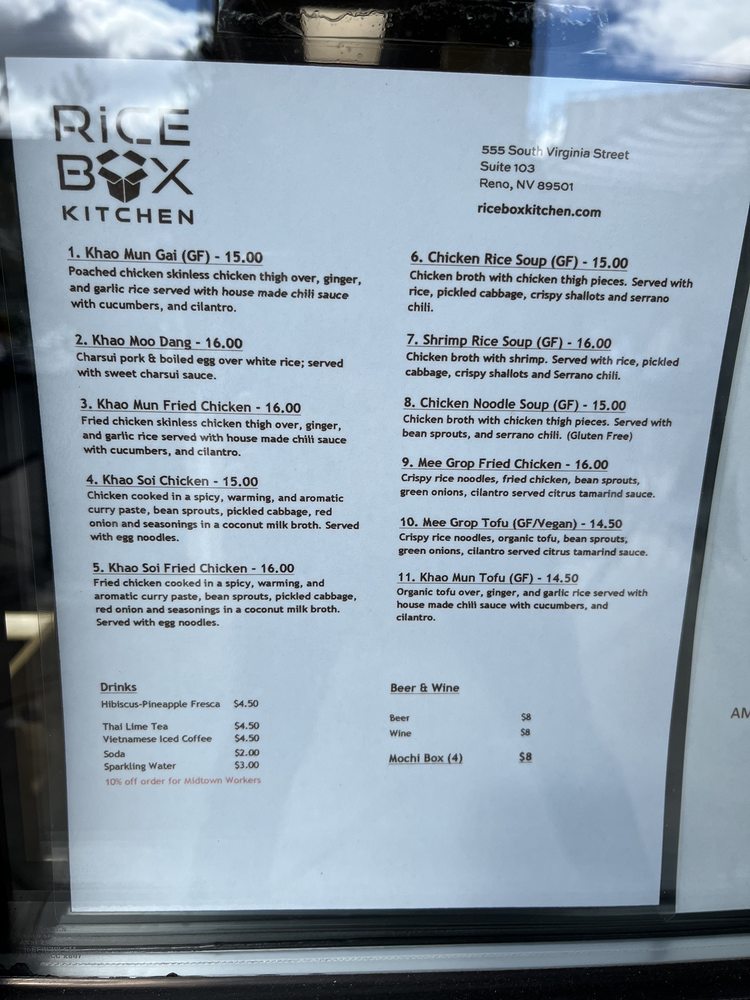 RiCE
BOX
KITCHEN
555 South Virginia Street
Suite 103
Reno, NV 89501
riceboxkitchen.com
1. Khao Mun Gai (GF) - 15.00
Poached chicken skinless chicken thigh over, ginger,
and garlic rice served with house made chili sauce
with cucumbers, and cilantro.
2. Khao Moo Dang - 16.00
Charsui pork & boiled egg over white rice; served
with sweet charsui sauce.
3. Khao Mun Fried Chicken - 16.00
Fried chicken skinless chicken thigh over, ginger,
and garlic rice served with house made chili sauce
with cucumbers, and cilantro.
4. Khao Soi Chicken - 15.00
Chicken cooked in a spicy, warming, and aromatic
curry paste, bean sprouts, pickled cabbage, red
onion and seasonings in a coconut milk broth. Served
with egg noodles.
5. Khao Soi Fried Chicken - 16.00
Fried chicken cooked in a spicy, warming, and
aromatic curry paste, bean sprouts, pickled cabbage,
red onion and seasonings in a coconut milk broth.
Served with egg noodles.
6. Chicken Rice Soup (GF) - 15.00
Chicken broth with chicken thigh pieces. Served with
rice, pickled cabbage, crispy shallots and serrano
chili.
7. Shrimp Rice Soup (GF) - 16.00
Chicken broth with shrimp. Served with rice, pickled
cabbage, crispy shallots and Serrano chili.
8. Chicken Noodle Soup (GF) - 15.00
Chicken broth with chicken thigh pieces. Served with
bean sprouts, and serrano chili. (Gluten Free)
9. Mee Grop Fried Chicken - 16.00
Crispy rice noodles, fried chicken, bean sprouts,
green onions, cilantro served citrus tamarind sauce.
10. Mee Grop Tofu (GF/Vegan) - 14.50
Crispy rice noodles, organic tofu, bean sprouts,
green onions, cilantro served citrus tamarind sauce.
11. Khao Mun Tofu (GF) - 14.50
Organic tofu over, ginger, and garlic rice served with
house made chili sauce with cucumbers, and
cilantro.
Drinks
Hibiscus-Pineapple Fresca $4.50
Thai Lime Tea $4.50
Vietnamese Iced Coffee $4.50
Soda $2.00
Sparkling Water $3.00
10% off order for Midtown Workers
Beer & Wine
Beer $8
Wine $8
Mochi Box (4) $8
AM